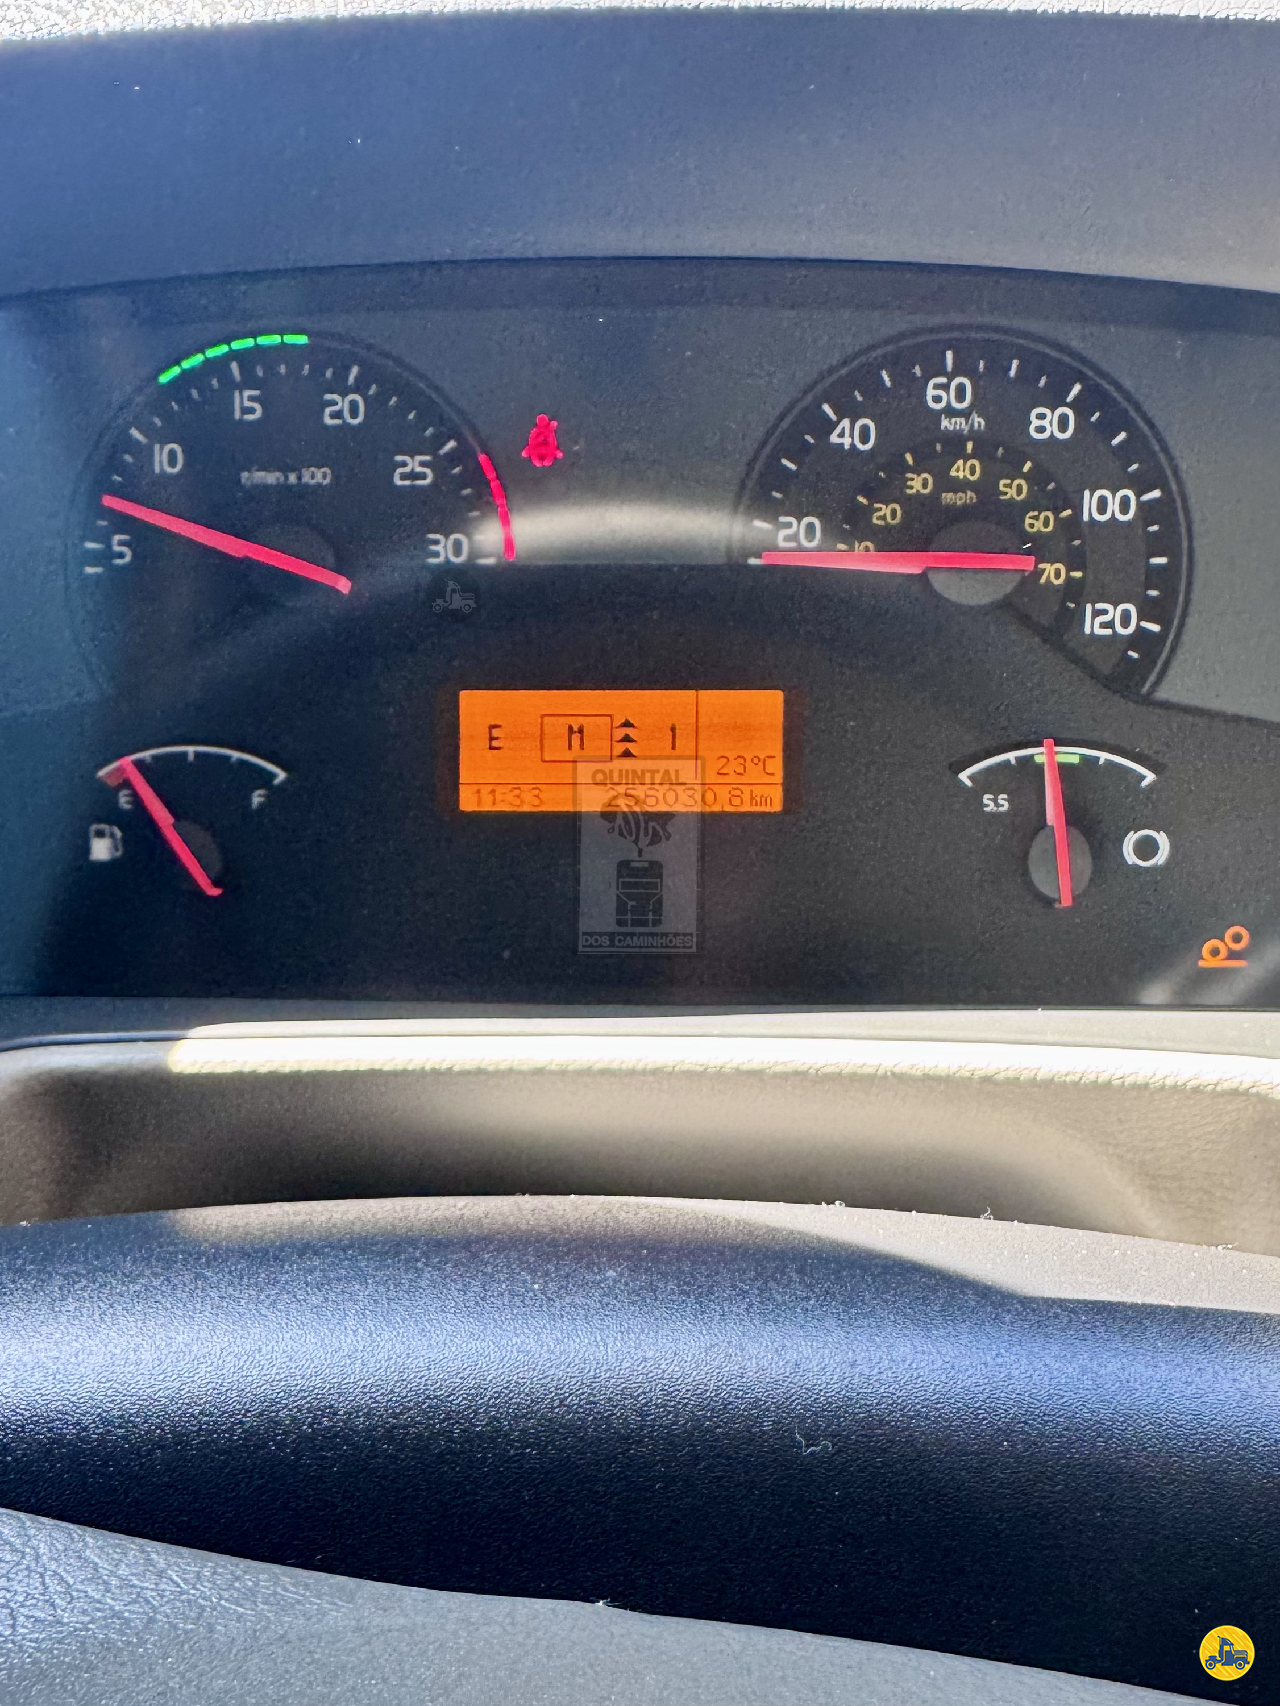 5 10 15 20 25 30
r/min x 100
20 40 60 80 100 120
km/h
10 20 30 40 50 60 70
mph
E M 1
23°C
11:33 256030.8 km
E F
5.5
QUINTAL
DOS CAMINHÕES